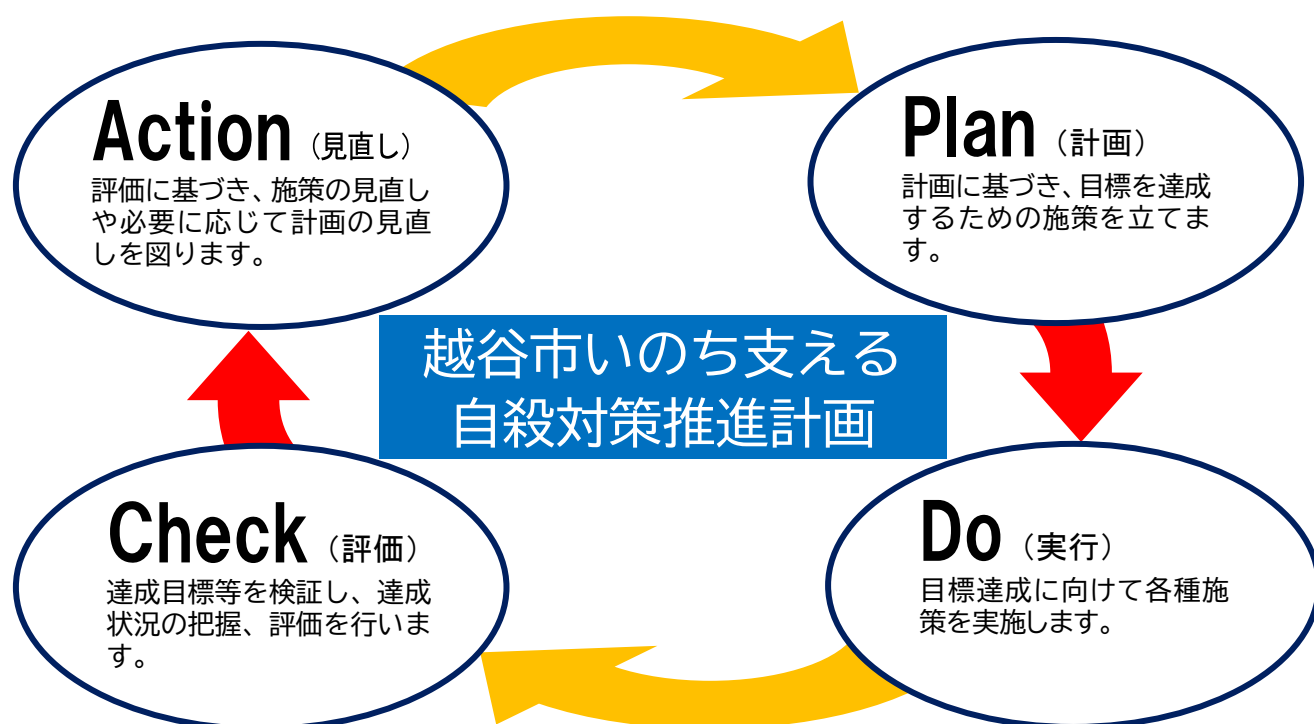 Action（見直し）
評価に基づき、施策の見直し
や必要に応じて計画の見直
しを図ります。
Plan（計画）
計画に基づき、目標を達成
するための施策を立てま
す。
越谷市いのち支える
自殺対策推進計画
Check（評価）
達成目標等を検証し、達成
状況の把握、評価を行いま
す。
Do（実行）
目標達成に向けて各種施
策を実施します。